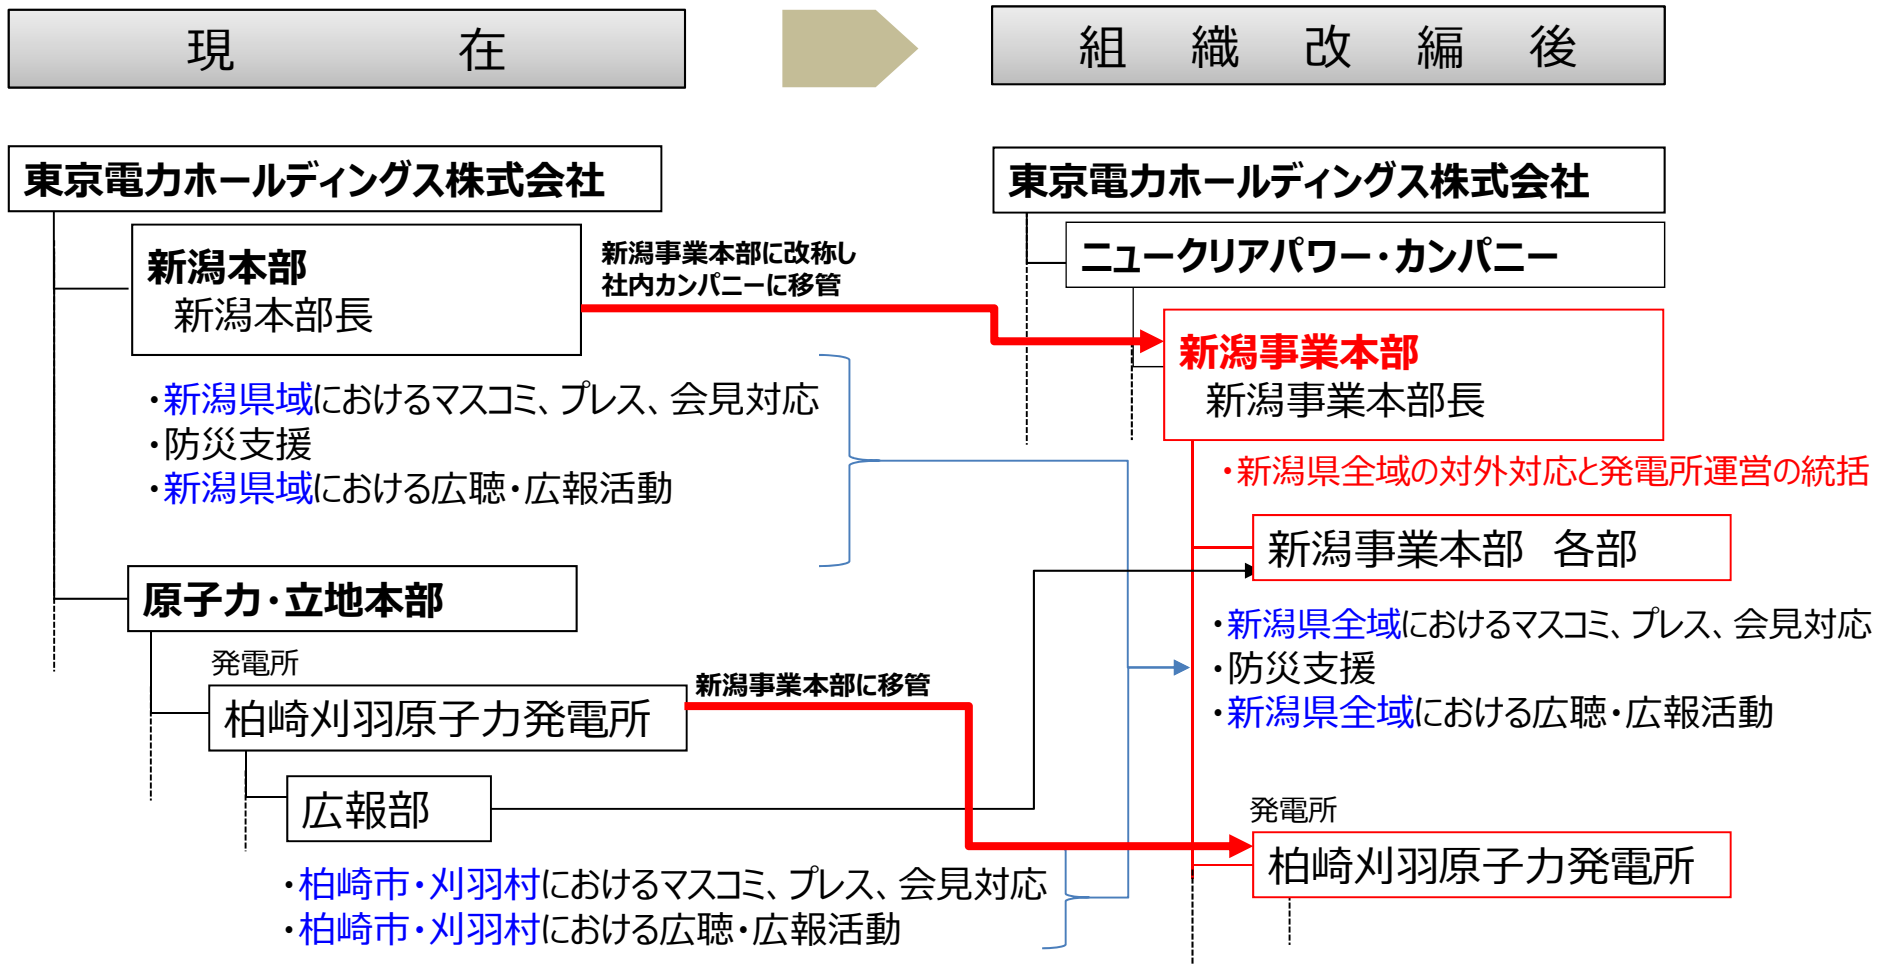 現在
組織改編後
東京電力ホールディングス株式会社
新潟本部
新潟本部長
・新潟県域におけるマスコミ、プレス、会見対応
・防災支援
・新潟県域における広聴・広報活動
原子力・立地本部
発電所
柏崎刈羽原子力発電所
広報部
・柏崎市・刈羽村におけるマスコミ、プレス、会見対応
・柏崎市・刈羽村における広聴・広報活動
新潟事業本部に改称し
社内カンパニーに移管
新潟事業本部に移管
東京電力ホールディングス株式会社
ニュークリアパワー・カンパニー
新潟事業本部
新潟事業本部長
・新潟県全域の対外対応と発電所運営の統括
新潟事業本部 各部
・新潟県全域におけるマスコミ、プレス、会見対応
・防災支援
・新潟県全域における広聴・広報活動
発電所
柏崎刈羽原子力発電所